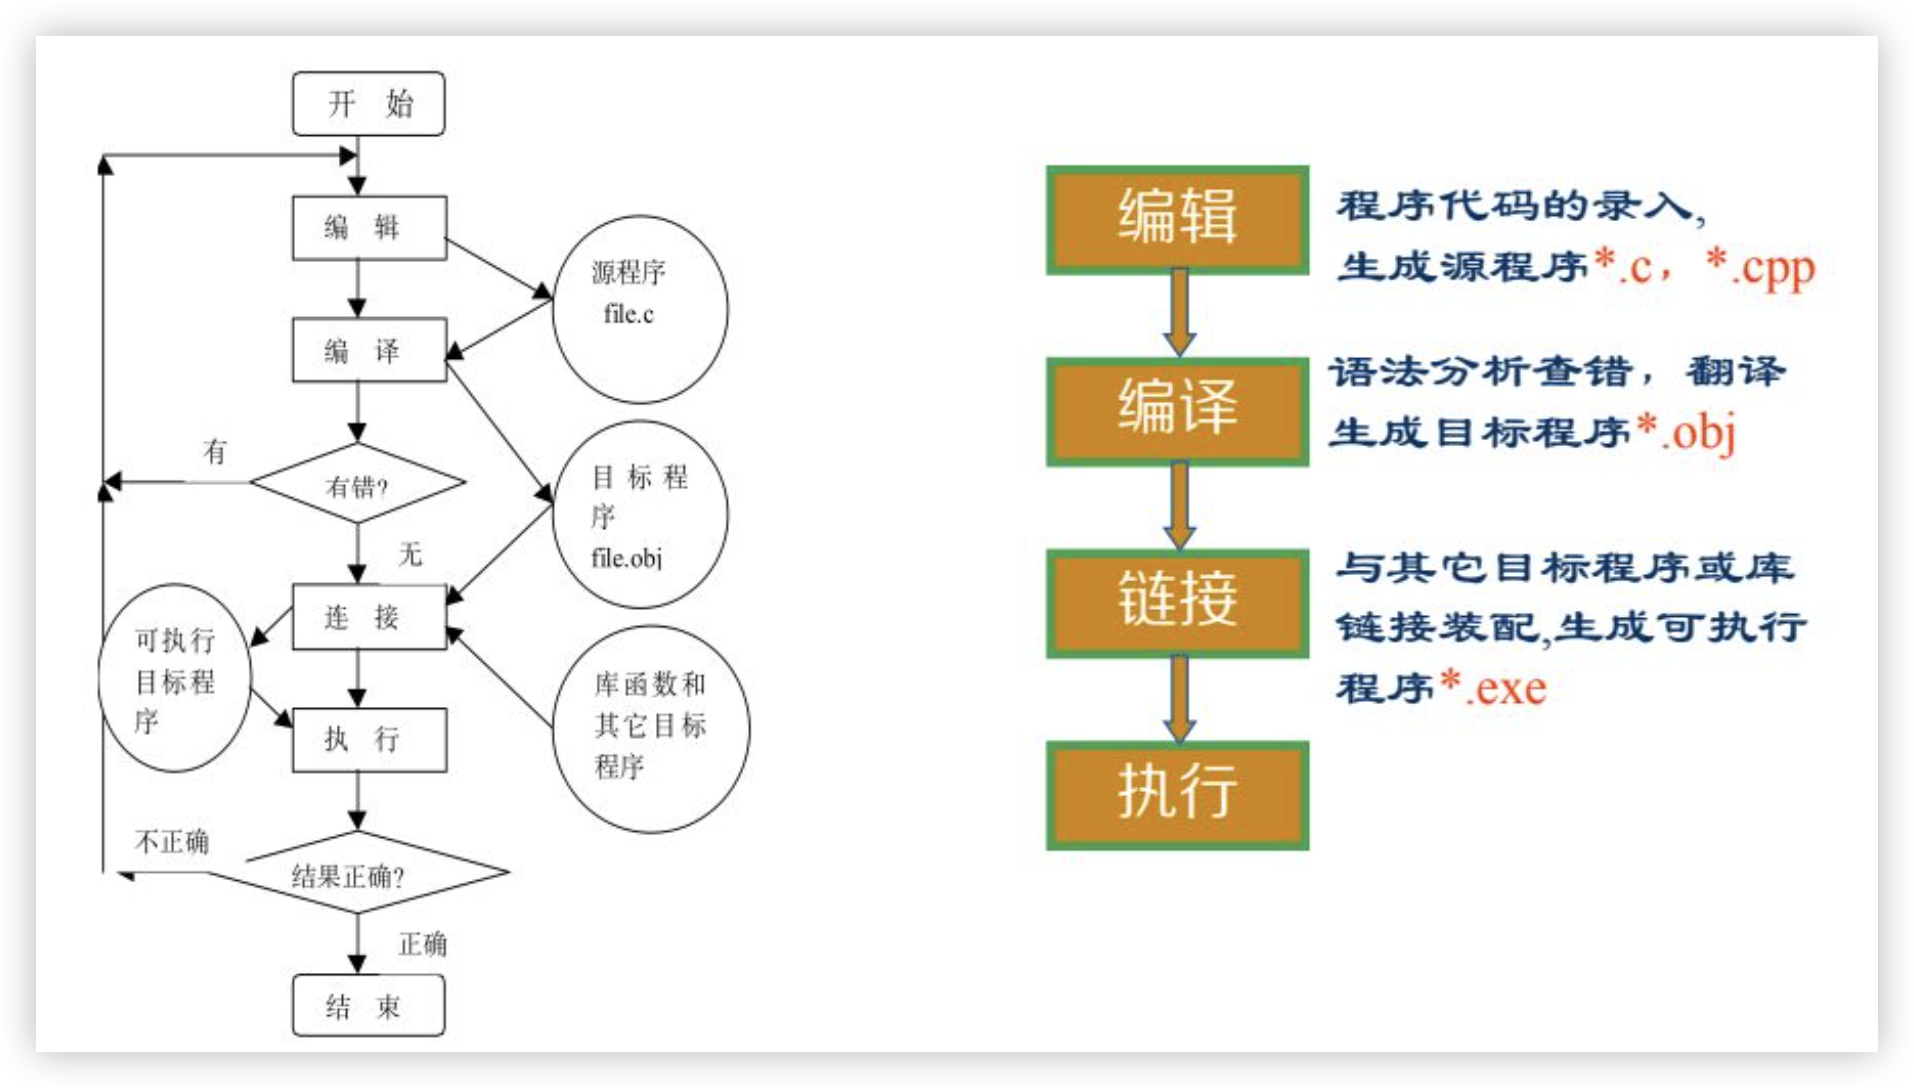 开 始
编 辑
源程序
file.c
编 译
有
有错?
目 标 程
序
file.obj
无
连 接
可执行
目标程
序
库函数和
其它目标
程序
执 行
不正确
结果正确?
正确
结 束
编辑
程序代码的录入,
生成源程序*.c，*.cpp
编译
语法分析查错，翻译
生成目标程序*.obj
链接
与其它目标程序或库
链接装配,生成可执行
程序*.exe
执行